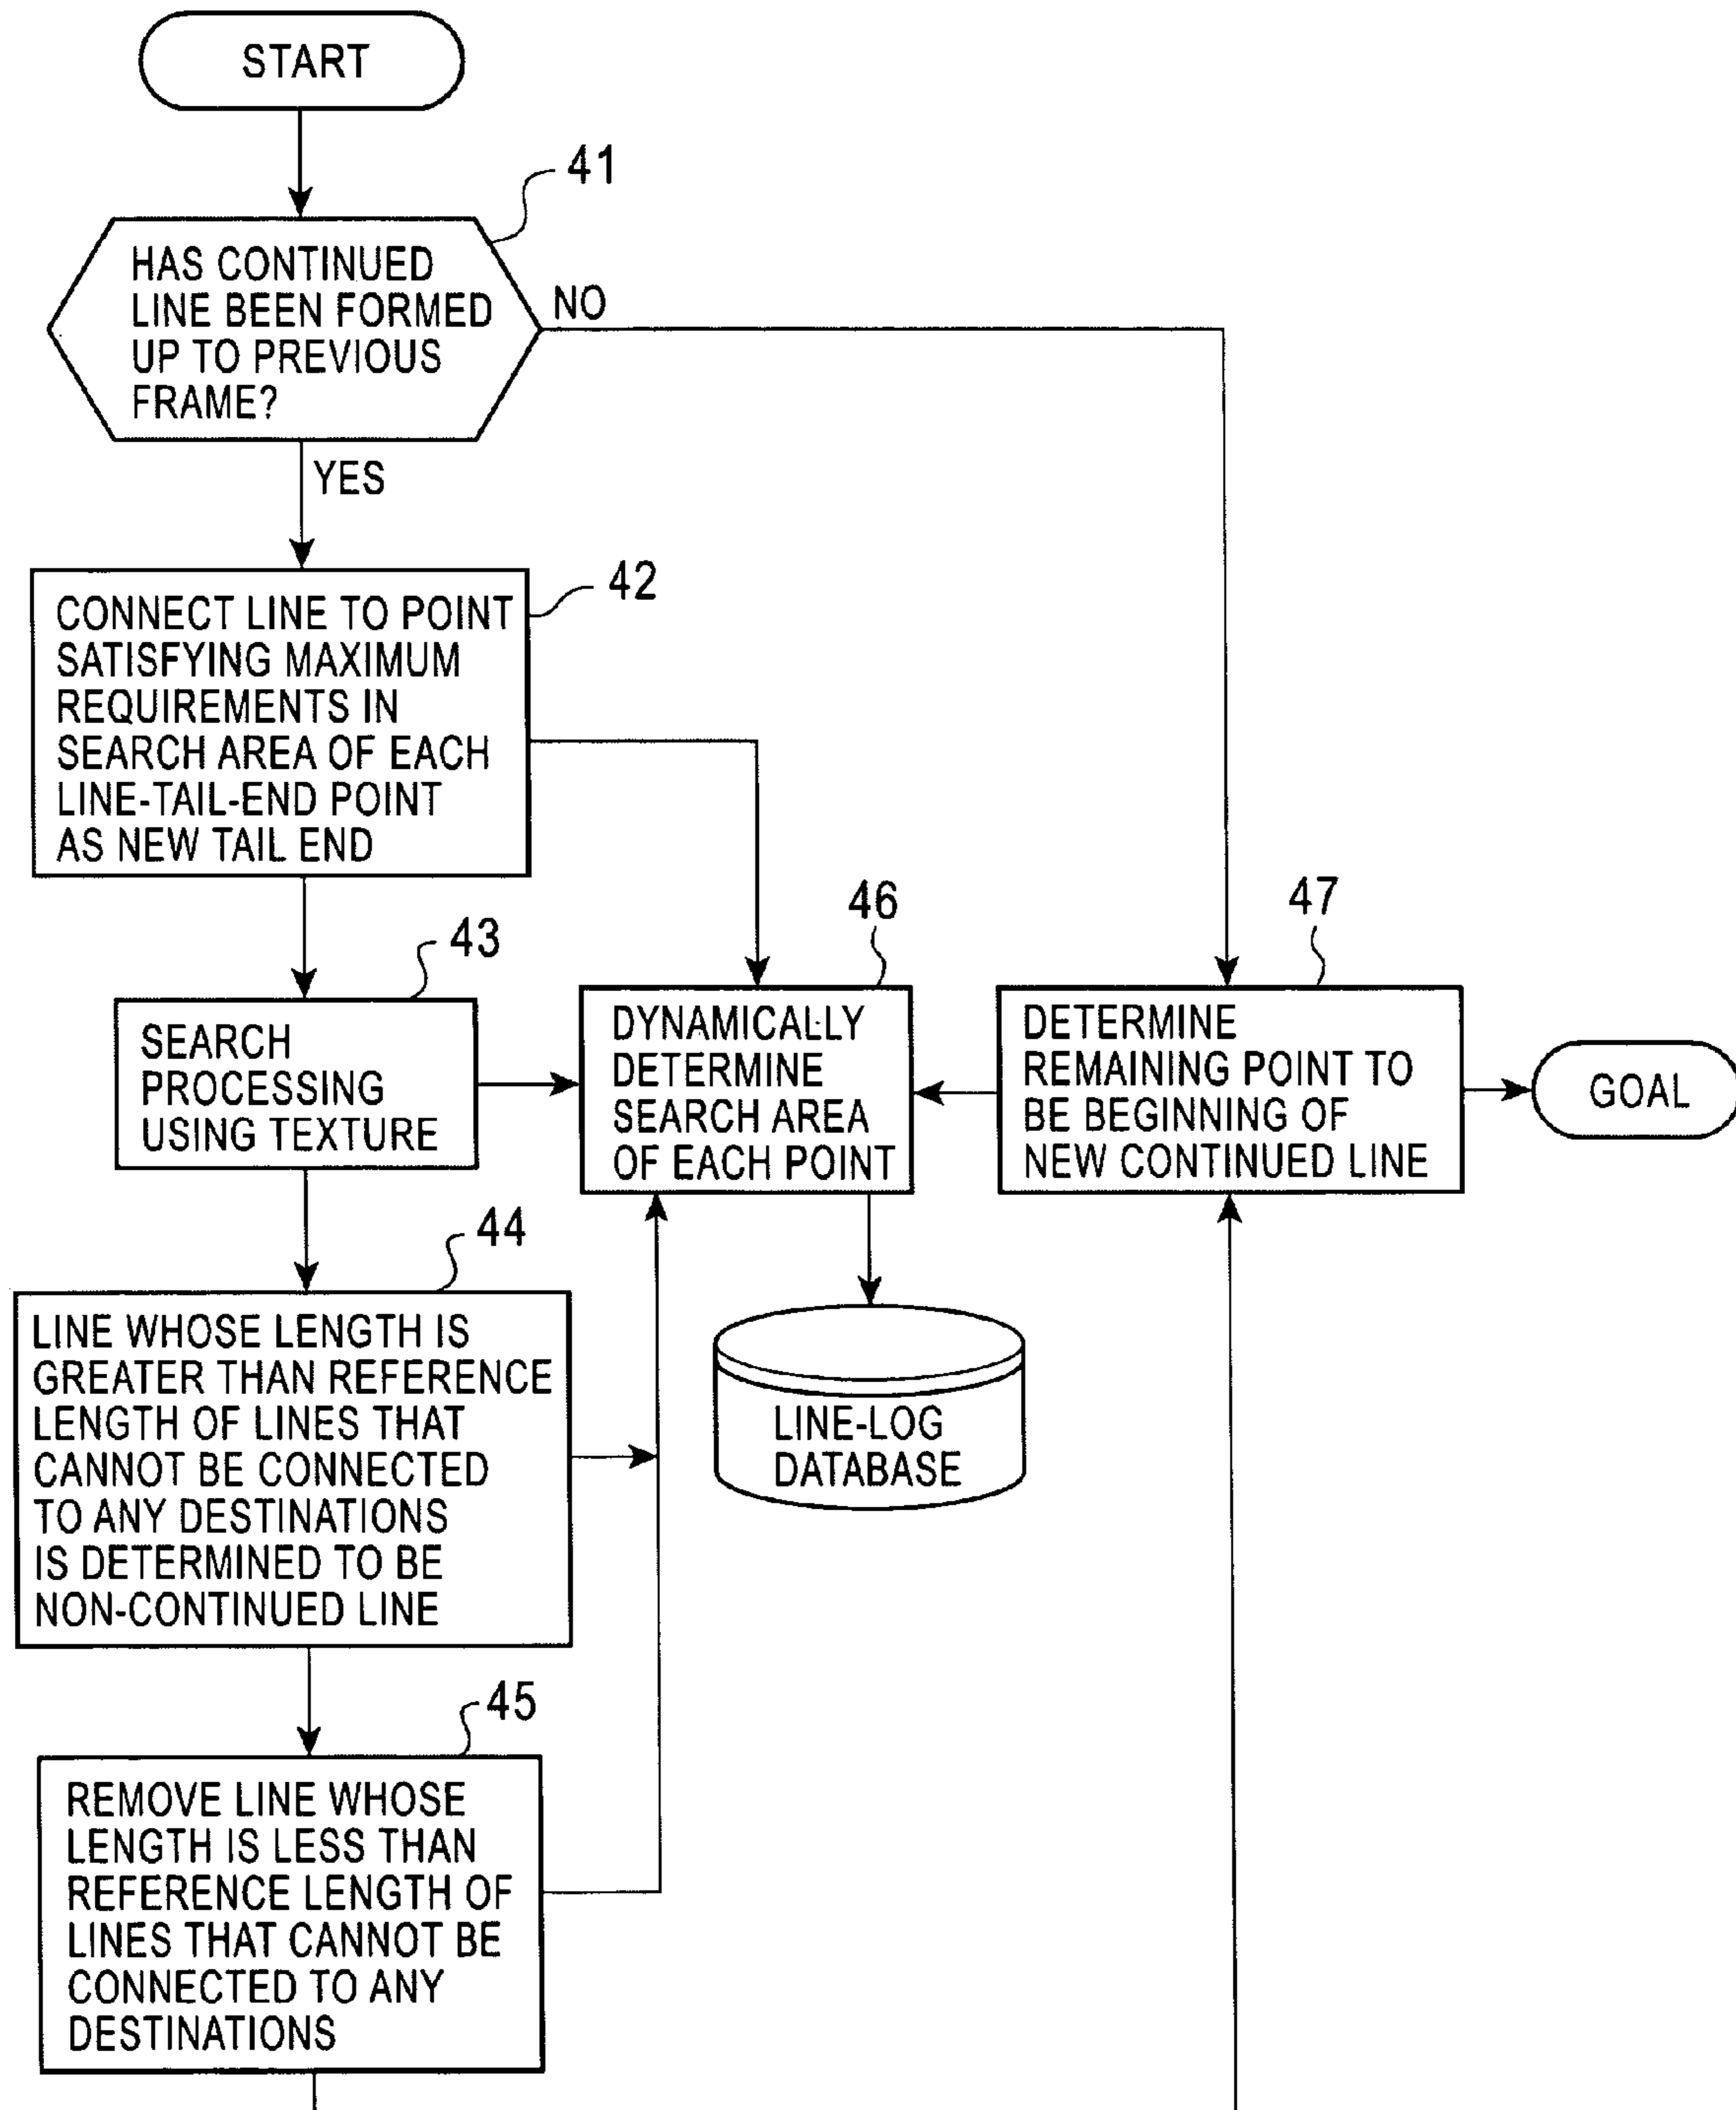 START
41
HAS CONTINUED
LINE BEEN FORMED
UP TO PREVIOUS
FRAME?
NO
YES
42
CONNECT LINE TO POINT
SATISFYING MAXIMUM
REQUIREMENTS IN
SEARCH AREA OF EACH
LINE-TAIL-END POINT
AS NEW TAIL END
43
SEARCH
PROCESSING
USING TEXTURE
46
DYNAMICALLY
DETERMINE
SEARCH AREA
OF EACH POINT
47
DETERMINE
REMAINING POINT TO
BE BEGINNING OF
NEW CONTINUED LINE
GOAL
44
LINE WHOSE LENGTH IS
GREATER THAN REFERENCE
LENGTH OF LINES THAT
CANNOT BE CONNECTED
TO ANY DESTINATIONS
IS DETERMINED TO BE
NON-CONTINUED LINE
LINE-LOG
DATABASE
45
REMOVE LINE WHOSE
LENGTH IS LESS THAN
REFERENCE LENGTH OF
LINES THAT CANNOT BE
CONNECTED TO ANY
DESTINATIONS